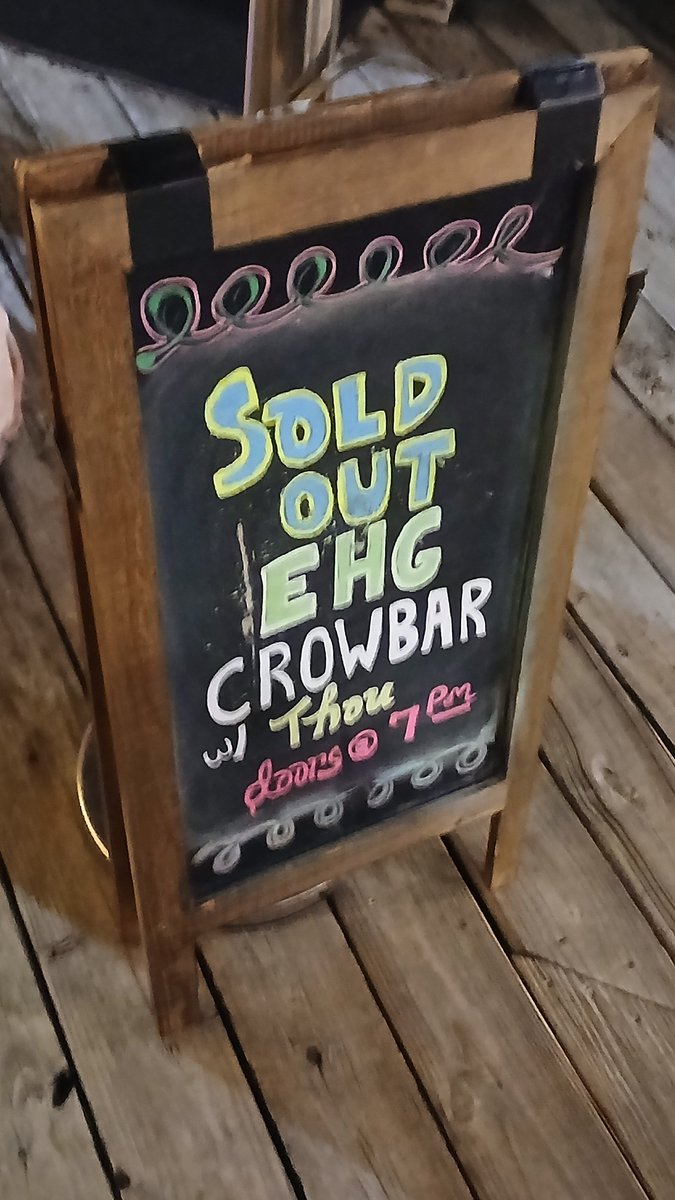 SOLD
OUT
EHG
CROWBAR
w/ Thou
doors @ 7 PM